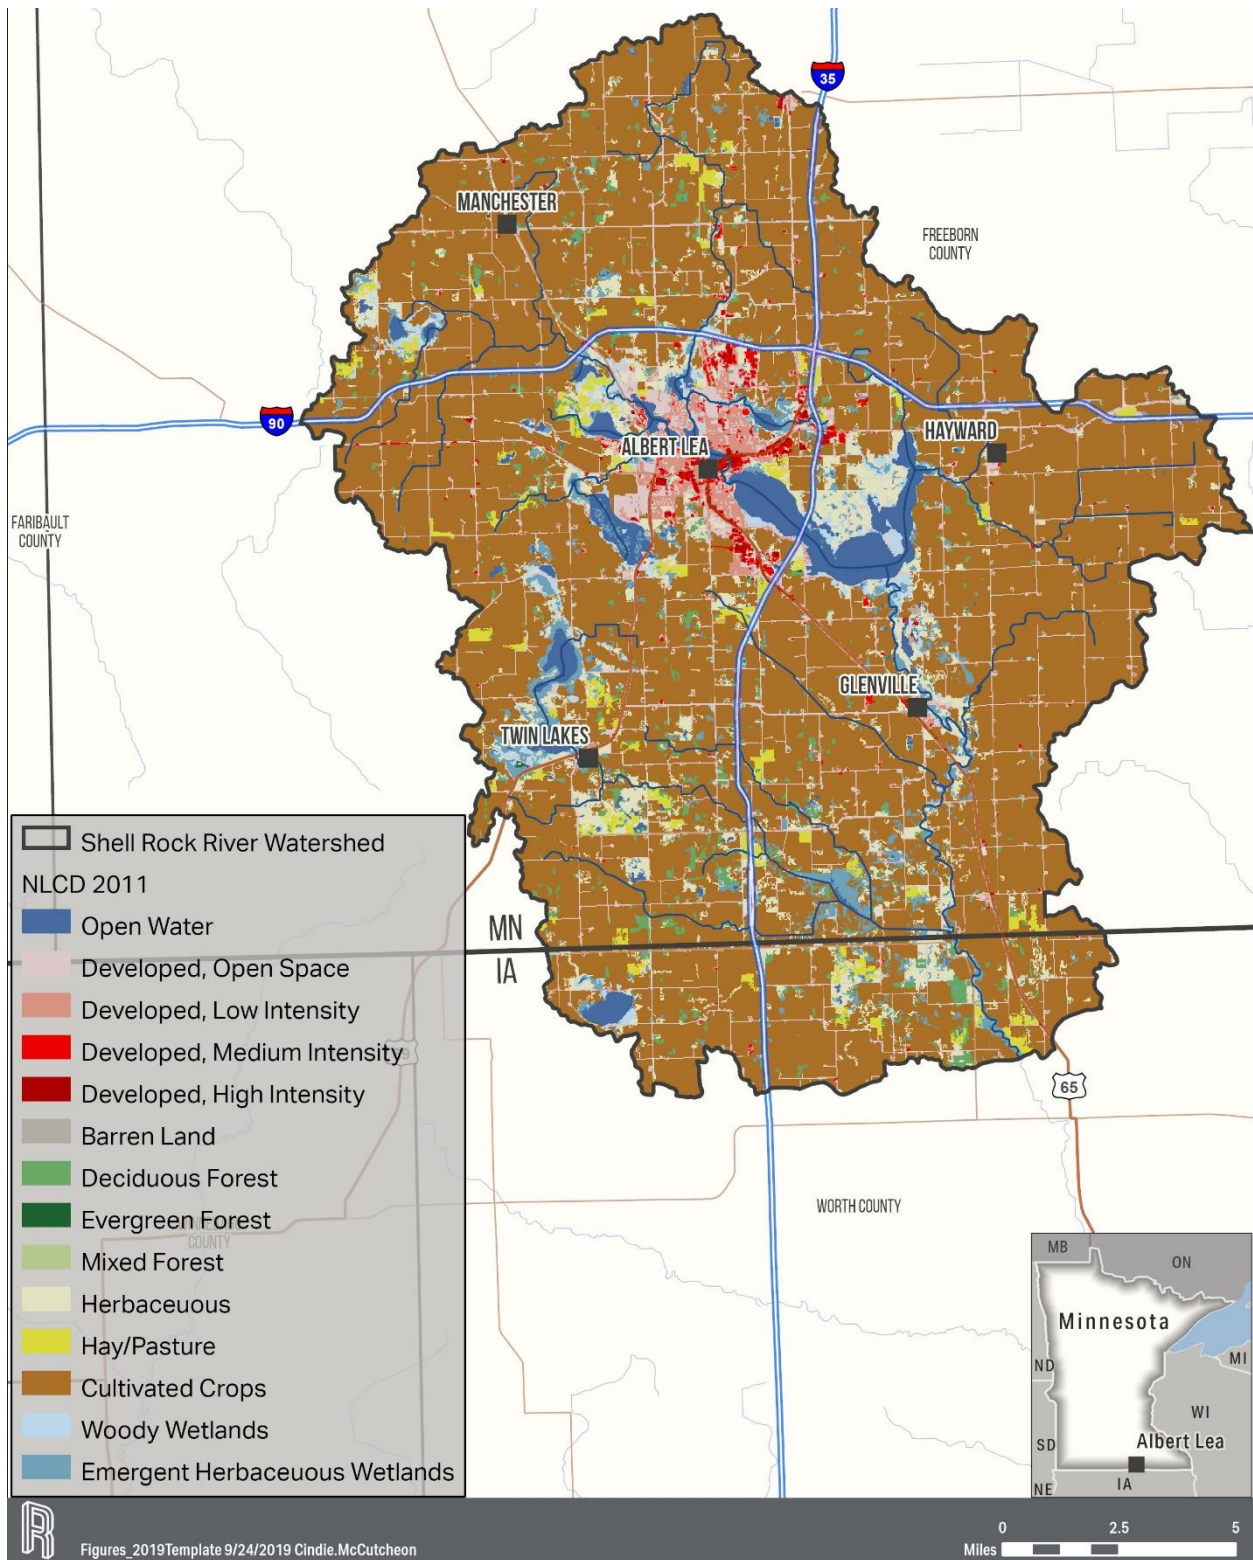 35
MANCHESTER
FREEBORN
COUNTY
90
ALBERT LEA
HAYWARD
FARIBAULT
COUNTY
GLENVILLE
TWIN LAKES
MN
IA
Shell Rock River Watershed
NLCD 2011
Open Water
Developed, Open Space
Developed, Low Intensity
Developed, Medium Intensity
Developed, High Intensity
Barren Land
Deciduous Forest
Evergreen Forest
COUNTY
Mixed Forest
Herbaceuous
Hay/Pasture
Cultivated Crops
Woody Wetlands
Emergent Herbaceuous Wetlands
65
WORTH COUNTY
MB
ON
Minnesota
ND
MI
WI
SD
Albert Lea
NE
IA
Figures_2019Template 9/24/2019 Cindie.McCutcheon
0 2.5 5
Miles